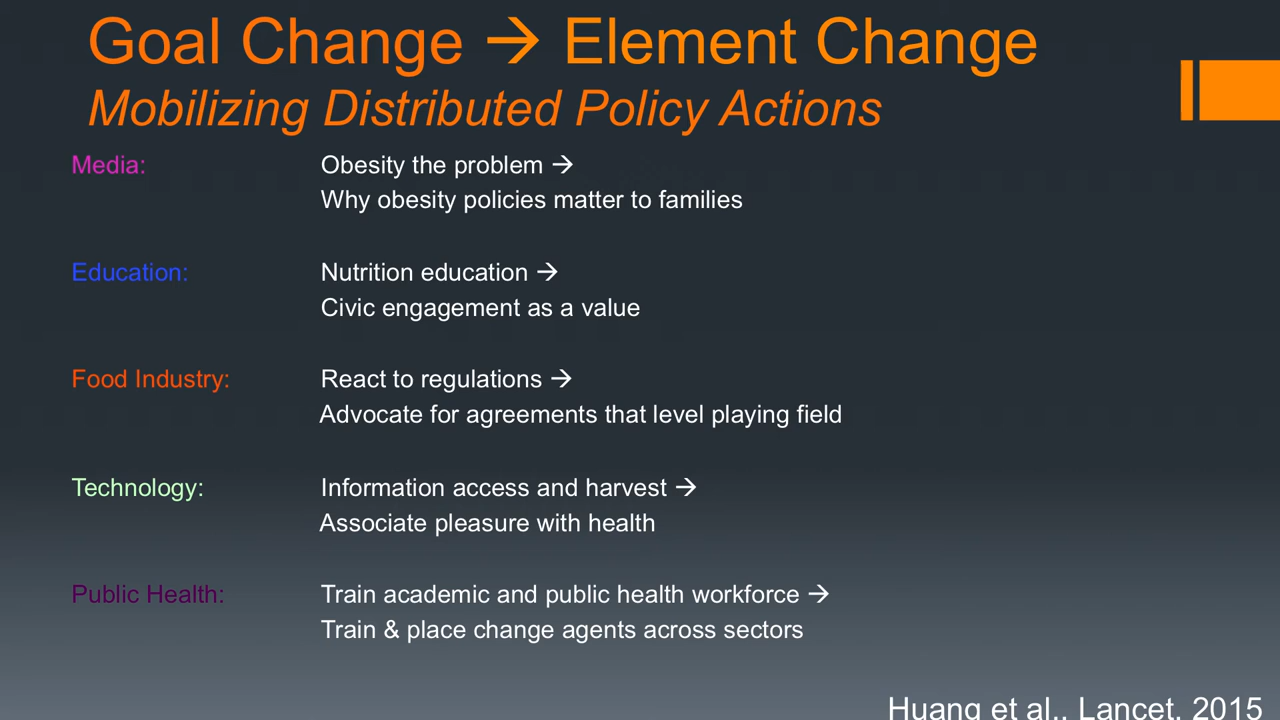 Goal Change → Element Change
Mobilizing Distributed Policy Actions
Media: Obesity the problem →
Why obesity policies matter to families
Education: Nutrition education →
Civic engagement as a value
Food Industry: React to regulations →
Advocate for agreements that level playing field
Technology: Information access and harvest →
Associate pleasure with health
Public Health: Train academic and public health workforce →
Train & place change agents across sectors
Huang et al., Lancet, 2015